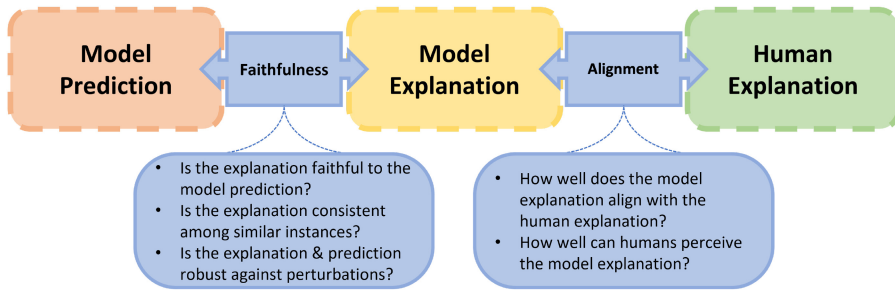 Model
Prediction
Faithfulness
Model
Explanation
Alignment
Human
Explanation
• Is the explanation faithful to the
model prediction?
• Is the explanation consistent
among similar instances?
• Is the explanation & prediction
robust against perturbations?
• How well does the model
explanation align with the
human explanation?
• How well can humans perceive
the model explanation?